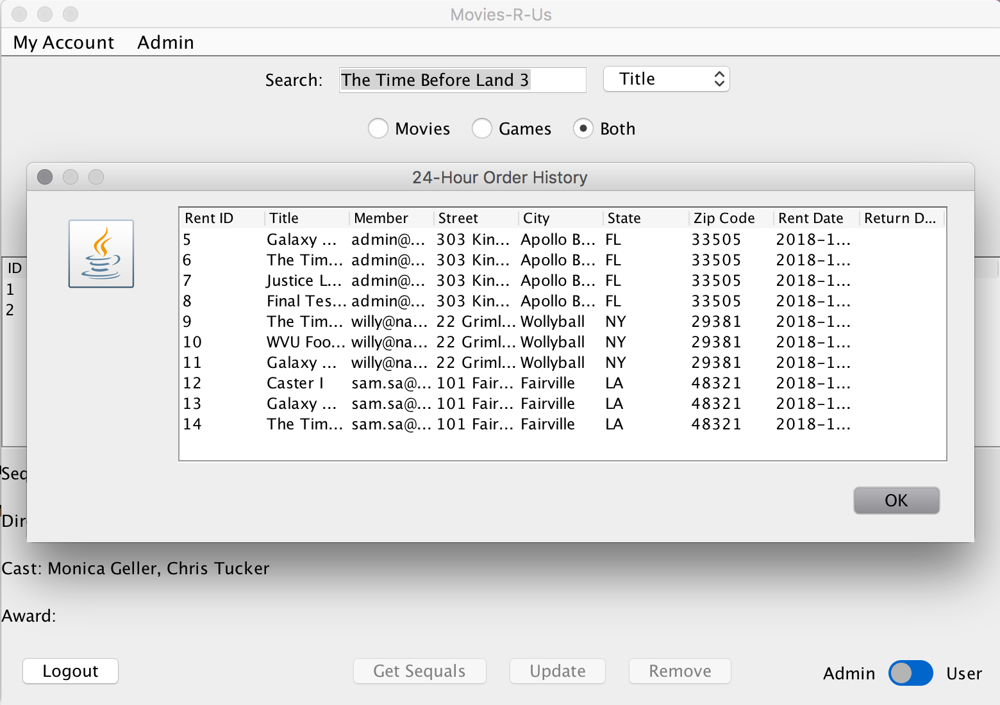 Movies-R-Us
My Account Admin
Search: The Time Before Land 3 Title
Movies Games Both
24-Hour Order History
Rent ID Title Member Street City State Zip Code Rent Date Return D...
5 Galaxy ... admin@... 303 Kin... Apollo B... FL 33505 2018-1...
6 The Tim... admin@... 303 Kin... Apollo B... FL 33505 2018-1...
7 Justice L... admin@... 303 Kin... Apollo B... FL 33505 2018-1...
8 Final Tes... admin@... 303 Kin... Apollo B... FL 33505 2018-1...
9 The Tim... willy@na... 22 Griml... Wollyball NY 29381 2018-1...
10 WVU Foo... willy@na... 22 Griml... Wollyball NY 29381 2018-1...
11 Galaxy ... willy@na... 22 Griml... Wollyball NY 29381 2018-1...
12 Caster I sam.sa@... 101 Fair... Fairville LA 48321 2018-1...
13 Galaxy ... sam.sa@... 101 Fair... Fairville LA 48321 2018-1...
14 The Tim... sam.sa@... 101 Fair... Fairville LA 48321 2018-1...
OK
ID
1
2
Seq
Dir
Cast: Monica Geller, Chris Tucker
Award:
Logout Get Sequals Update Remove Admin User